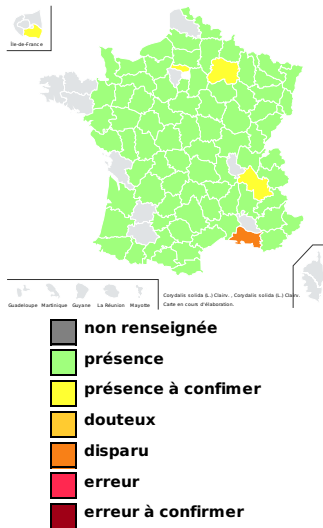 Île-de-France
Guadeloupe Martinique Guyane La Réunion Mayotte
Corydalis solida (L.) Clairv. , Corydalis solida (L.) Clairv.
Carte en cours d'élaboration.
non renseignée
présence
présence à confimer
douteux
disparu
erreur
erreur à confirmer